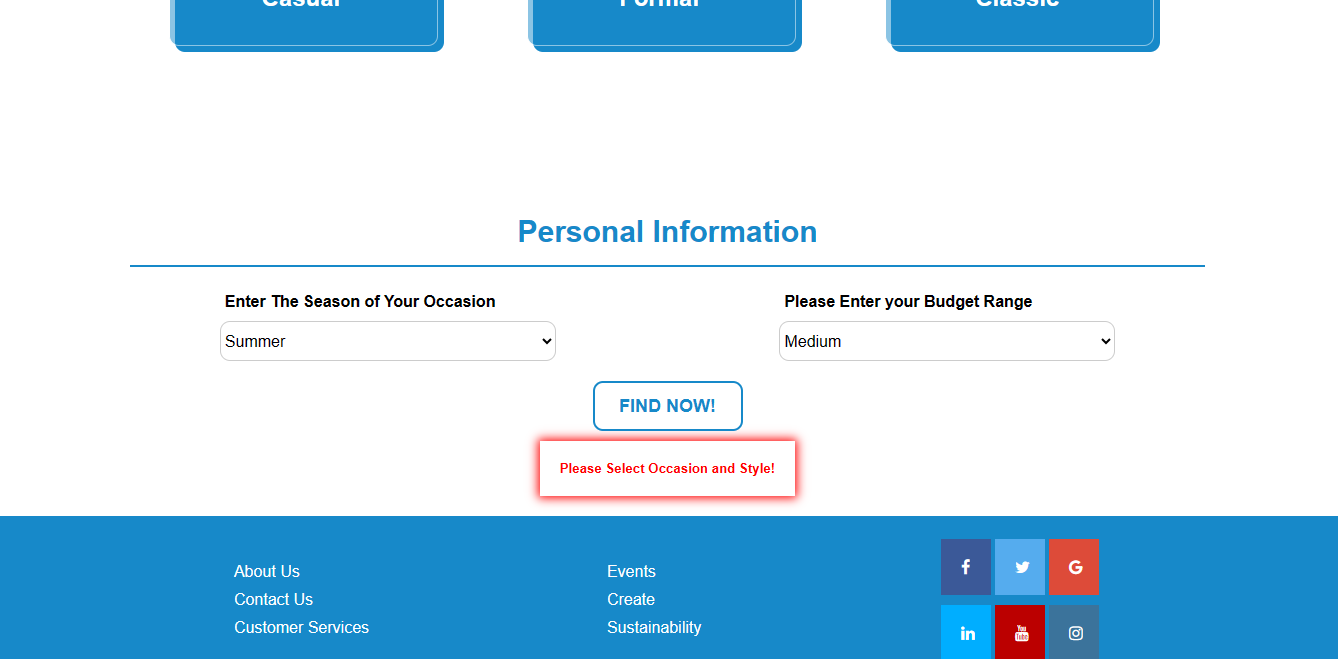 Casual Formal Classic
Personal Information
Enter The Season of Your Occasion Please Enter your Budget Range
Summer Medium
FIND NOW!
Please Select Occasion and Style!
About Us Events
Contact Us Create
Customer Services Sustainability
f G
in You Tube